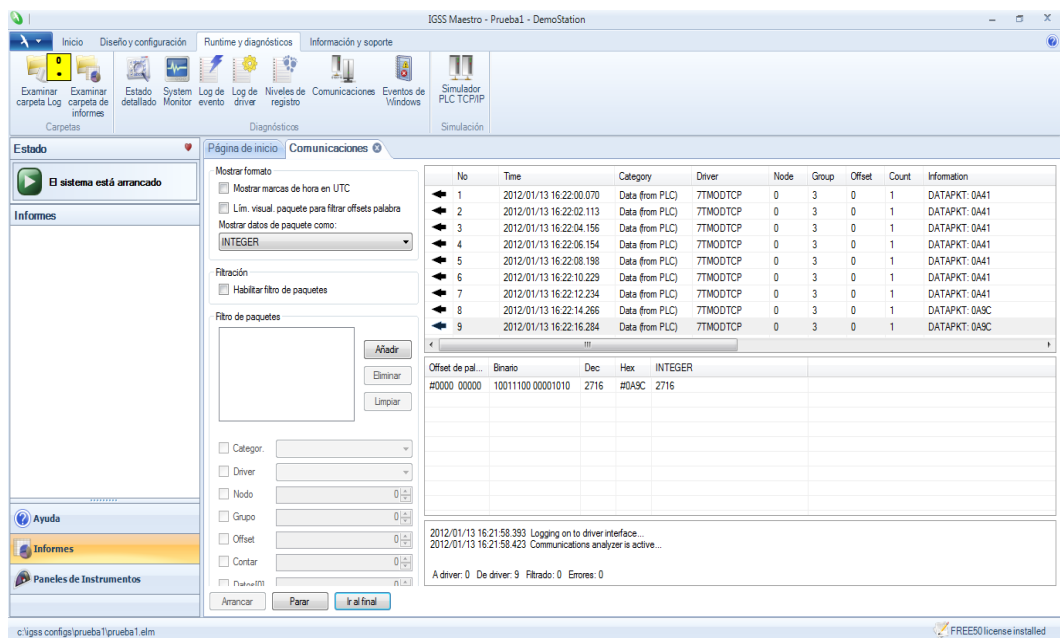 IGSS Maestro - Prueba1 - DemoStation
Inicio Diseño y configuración Runtime y diagnósticos Información y soporte
0
Examinar carpeta Log
Examinar carpeta de informes
Estado detallado
System Monitor
Log de evento
Log de driver
Niveles de registro
Comunicaciones
Eventos de Windows
Simulador PLC TCP/IP
Carpetas Diagnósticos Simulación
Estado
El sistema está arrancado
Informes
Ayuda
Informes
Paneles de Instrumentos
Página de inicio Comunicaciones
Mostrar formato
Mostrar marcas de hora en UTC
Lím. visual. paquete para filtrar offsets palabra
Mostrar datos de paquete como:
INTEGER
Filtración
Habilitar filtro de paquetes
Filtro de paquetes
Añadir
Eliminar
Limpiar
Categor.
Driver
Nodo 0
Grupo 0
Offset 0
Contar 0
Datos[0] 0
Arrancar Parar Ir al final
No Time Category Driver Node Group Offset Count Information
1 2012/01/13 16:22:00.070 Data (from PLC) 7TMODTCP 0 3 0 1 DATAPKT: 0A41
2 2012/01/13 16:22:02.113 Data (from PLC) 7TMODTCP 0 3 0 1 DATAPKT: 0A41
3 2012/01/13 16:22:04.156 Data (from PLC) 7TMODTCP 0 3 0 1 DATAPKT: 0A41
4 2012/01/13 16:22:06.154 Data (from PLC) 7TMODTCP 0 3 0 1 DATAPKT: 0A41
5 2012/01/13 16:22:08.198 Data (from PLC) 7TMODTCP 0 3 0 1 DATAPKT: 0A41
6 2012/01/13 16:22:10.229 Data (from PLC) 7TMODTCP 0 3 0 1 DATAPKT: 0A41
7 2012/01/13 16:22:12.234 Data (from PLC) 7TMODTCP 0 3 0 1 DATAPKT: 0A41
8 2012/01/13 16:22:14.266 Data (from PLC) 7TMODTCP 0 3 0 1 DATAPKT: 0A9C
9 2012/01/13 16:22:16.284 Data (from PLC) 7TMODTCP 0 3 0 1 DATAPKT: 0A9C
Offset de pal... Binario Dec Hex INTEGER
#0000 00000 10011100 00001010 2716 #0A9C 2716
2012/01/13 16:21:58.393 Logging on to driver interface...
2012/01/13 16:21:58.423 Communications analyzer is active...
A driver: 0 De driver: 9 Filtrado: 0 Errores: 0
c:\igss configs\prueba1\prueba1.elm
FREE50 license installed